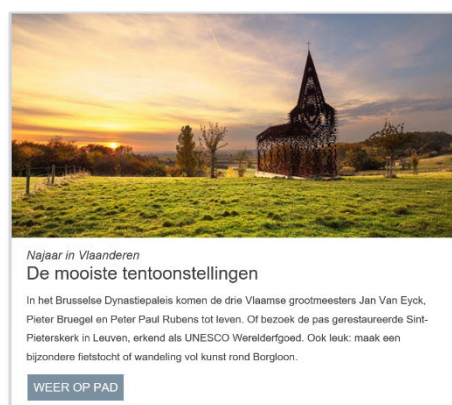 Najaar in Vlaanderen
De mooiste tentoonstellingen
In het Brusselse Dynastiepaleis komen de drie Vlaamse grootmeesters Jan Van Eyck,
Pieter Bruegel en Peter Paul Rubens tot leven. Of bezoek de pas gerestaureerde Sint-
Pieterskerk in Leuven, erkend als UNESCO Werelderfgoed. Ook leuk: maak een
bijzondere fietstocht of wandeling vol kunst rond Borgloon.
WEER OP PAD